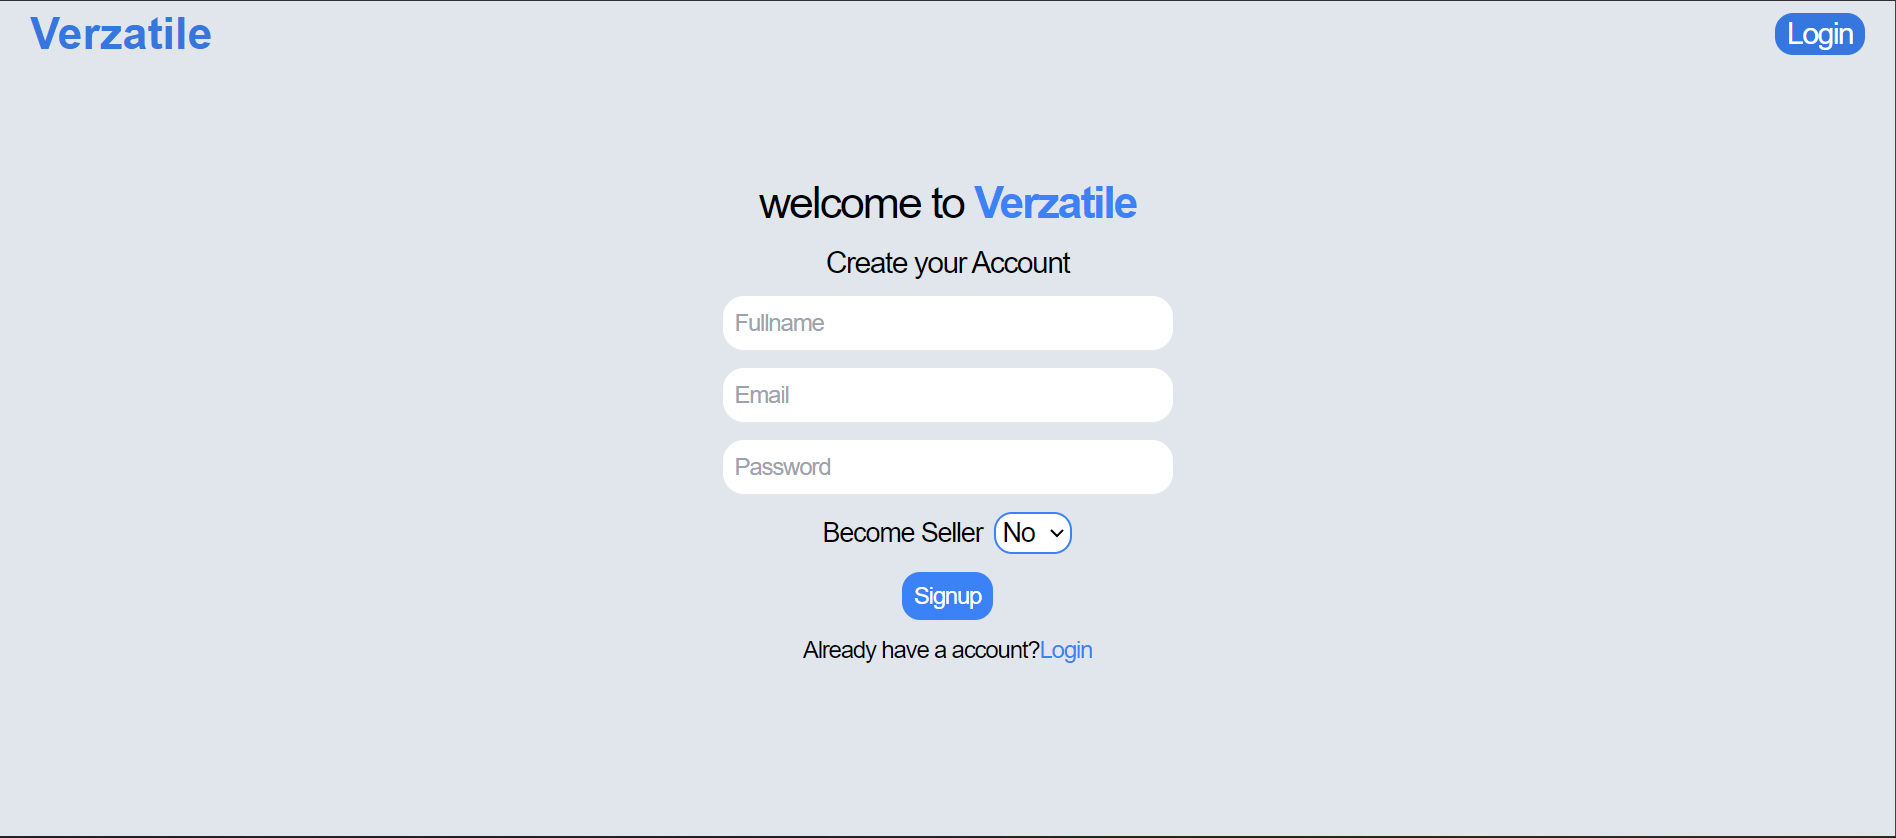 Verzatile
Login
welcome to Verzatile
Create your Account
Fullname
Email
Password
Become Seller No
Signup
Already have a account?Login